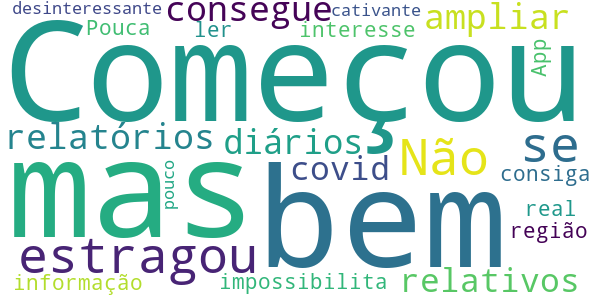 desinteressante consegue cativante ampliar
Pouca ler interesse App
Começou
relatórios diários Não se
mas pouco bem covid consiga
real
estragou região
informação impossibilita relativos